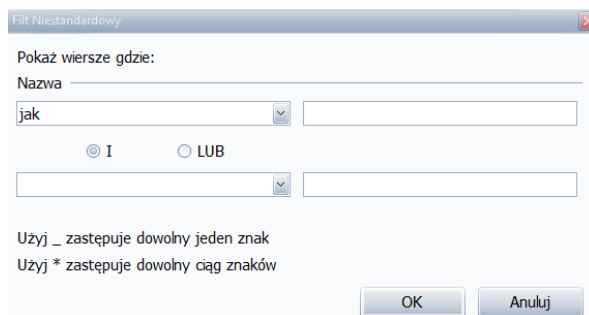 Filt Niestandardowy
Pokaż wiersze gdzie:
Nazwa
jak
I LUB
Użyj _ zastępuje dowolny jeden znak
Użyj * zastępuje dowolny ciąg znaków
OK Anuluj